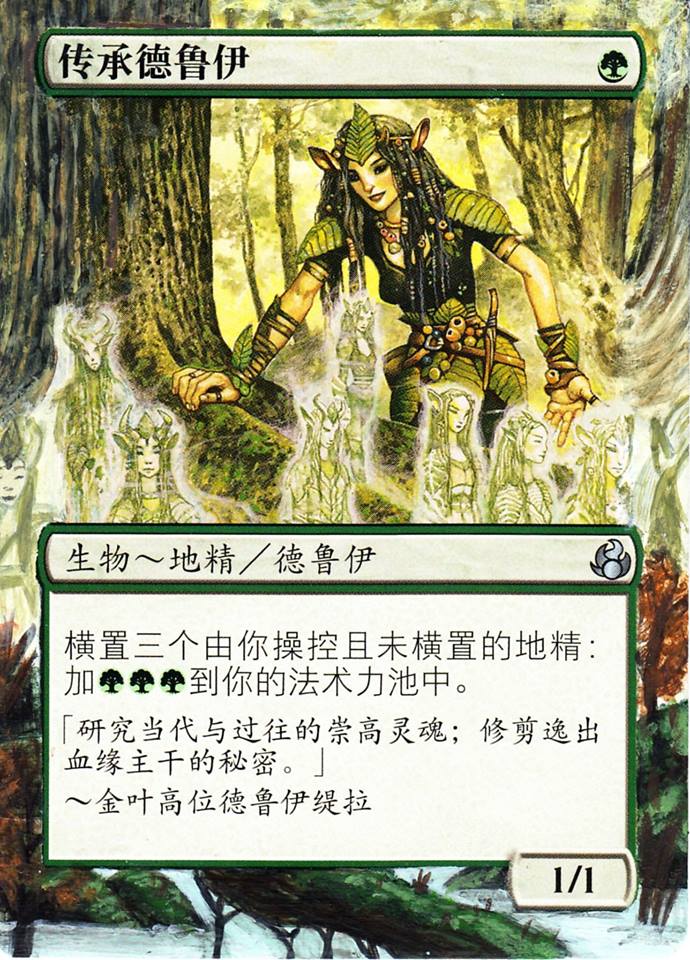 传承德鲁伊
生物～地精／德鲁伊
横置三个由你操控且未横置的地精：
加到你的法术力池中。
「研究当代与过往的崇高灵魂；修剪逸出
血缘主干的秘密。」
～金叶高位德鲁伊缇拉
1/1